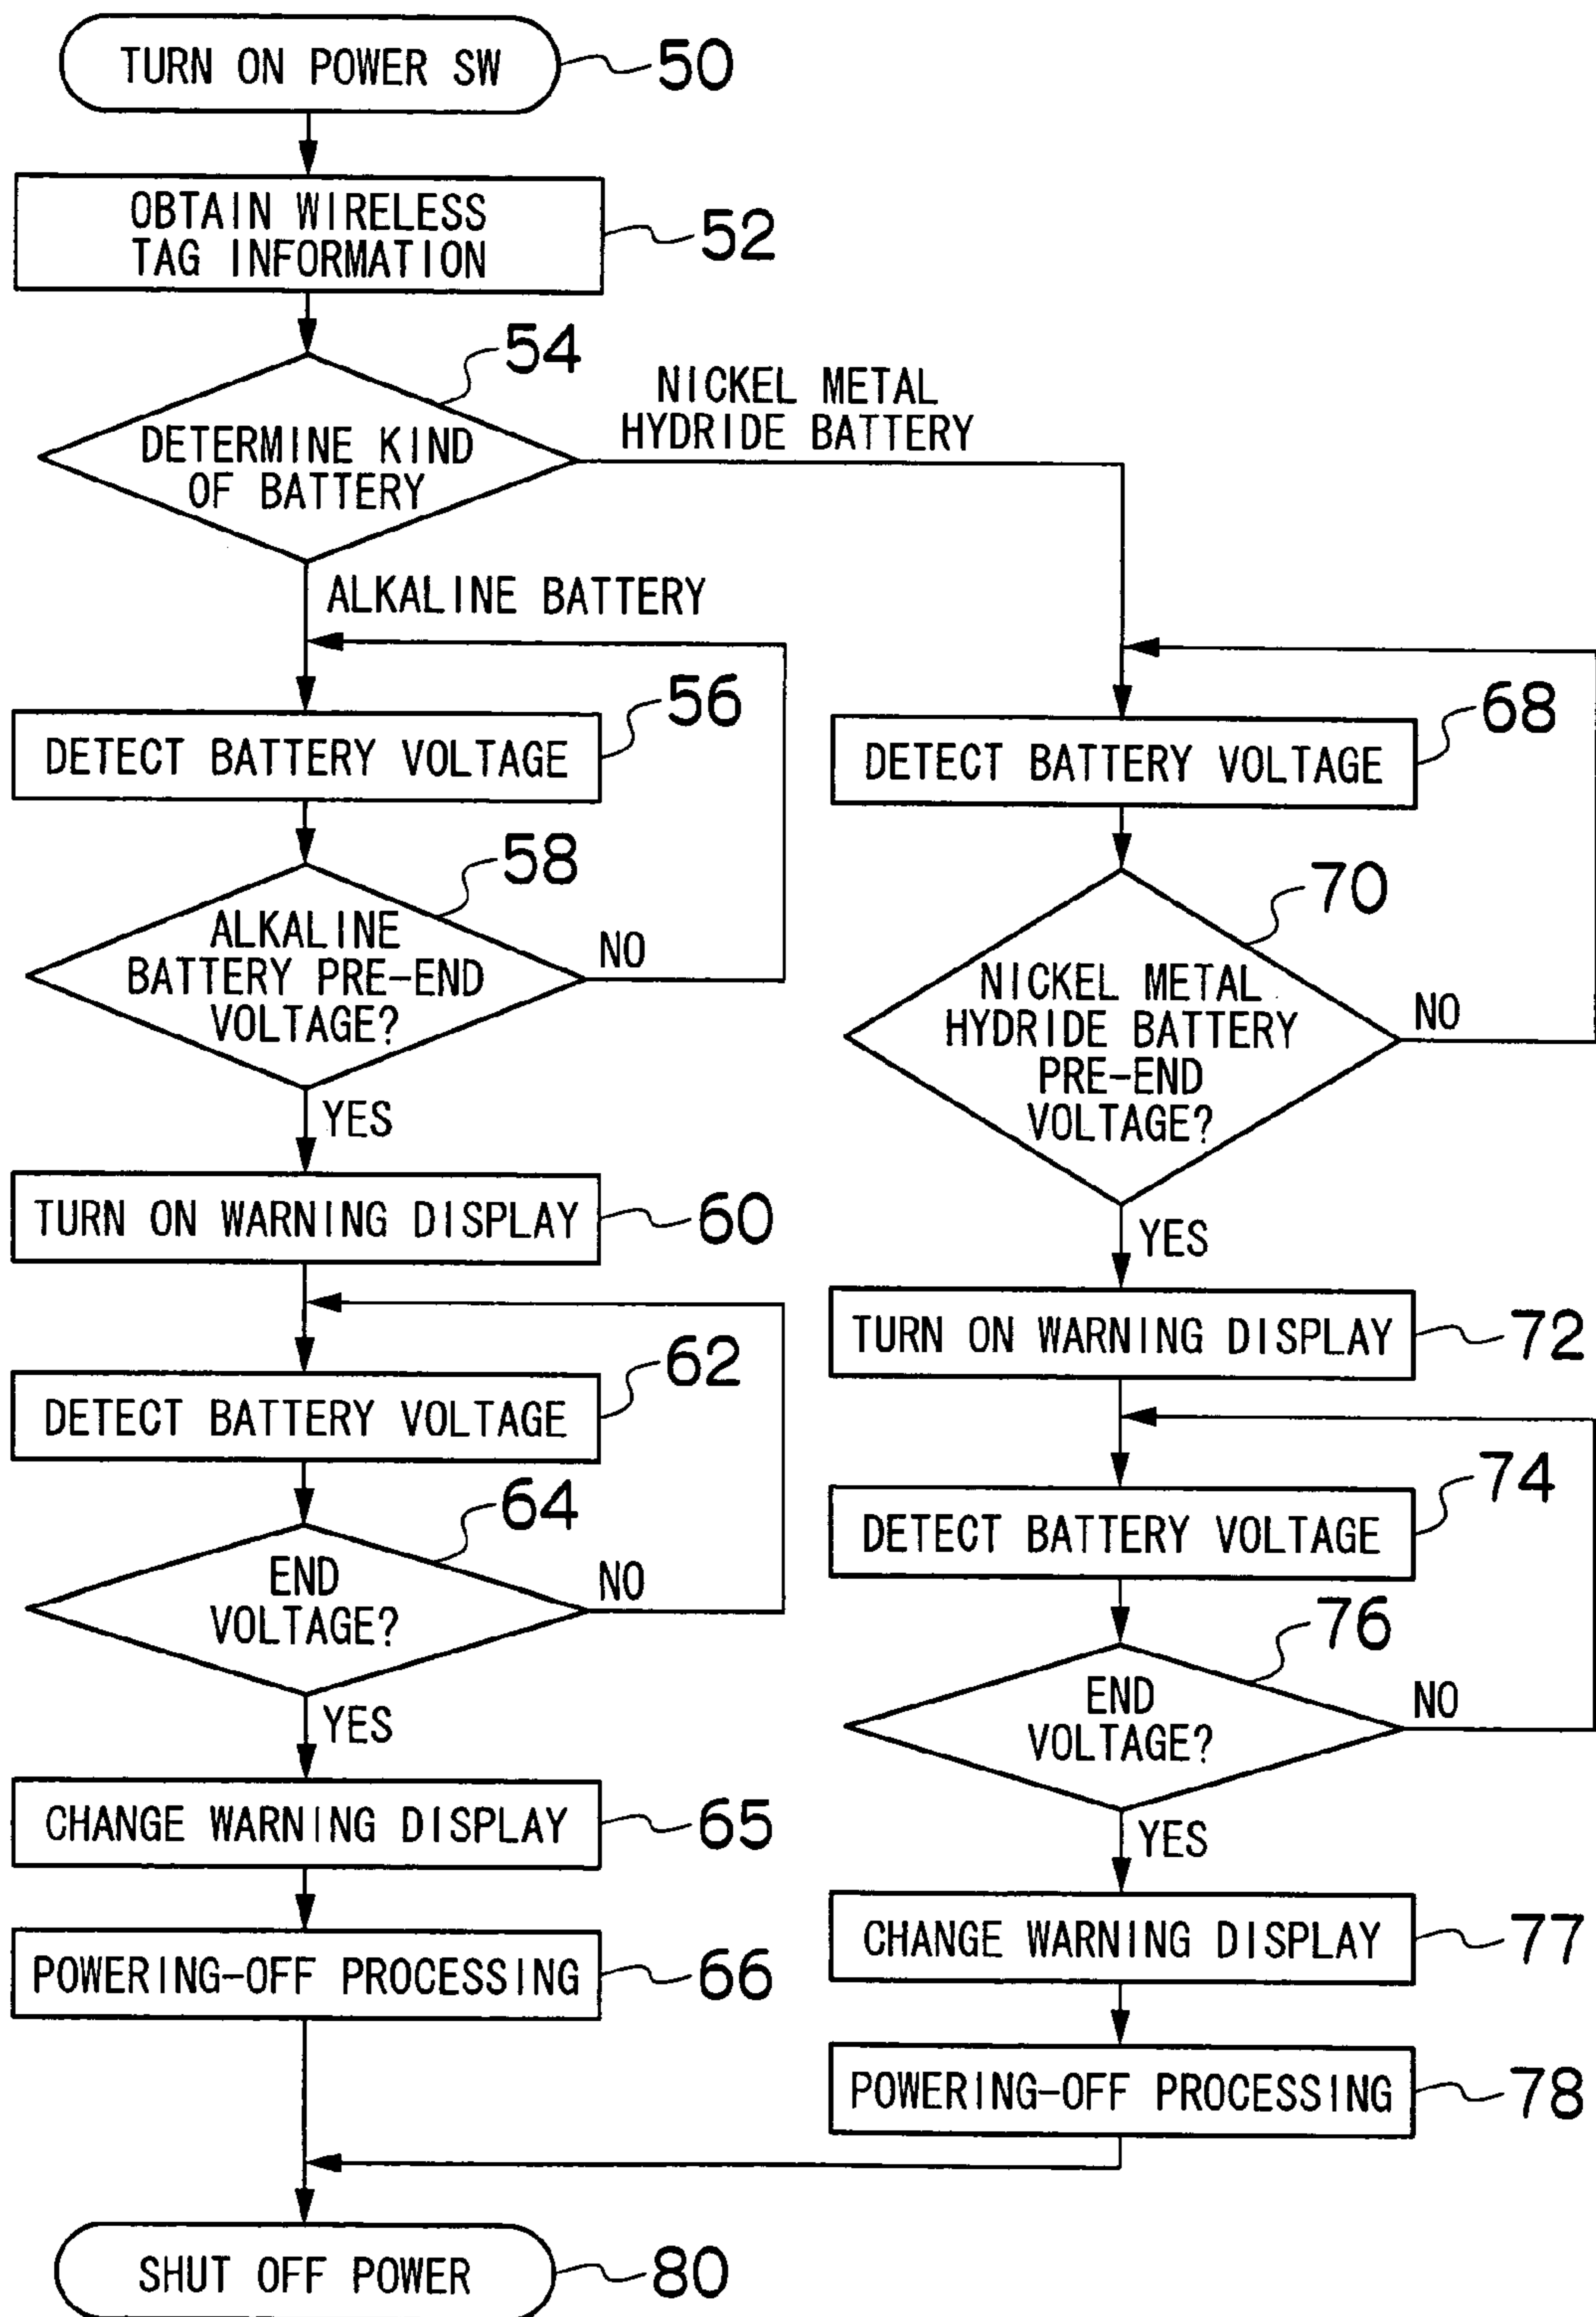 TURN ON POWER SW
50
OBTAIN WIRELESS
TAG INFORMATION
52
54
DETERMINE KIND
OF BATTERY
NICKEL METAL
HYDRIDE BATTERY
ALKALINE BATTERY
56
DETECT BATTERY VOLTAGE
58
ALKALINE
BATTERY PRE-END
VOLTAGE?
NO
YES
TURN ON WARNING DISPLAY
60
62
DETECT BATTERY VOLTAGE
64
END
VOLTAGE?
NO
YES
CHANGE WARNING DISPLAY
65
POWERING-OFF PROCESSING
66
68
DETECT BATTERY VOLTAGE
70
NICKEL METAL
HYDRIDE BATTERY
PRE-END
VOLTAGE?
NO
YES
TURN ON WARNING DISPLAY
72
74
DETECT BATTERY VOLTAGE
76
END
VOLTAGE?
NO
YES
CHANGE WARNING DISPLAY
77
POWERING-OFF PROCESSING
78
SHUT OFF POWER
80